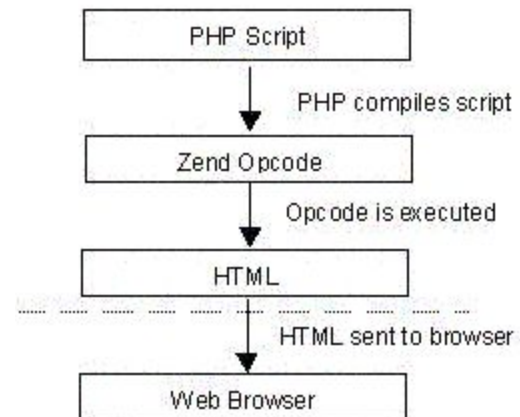 PHP Script
PHP compiles script
Zend Opcode
Opcode is executed
HTML
HTML sent to browser
Web Browser